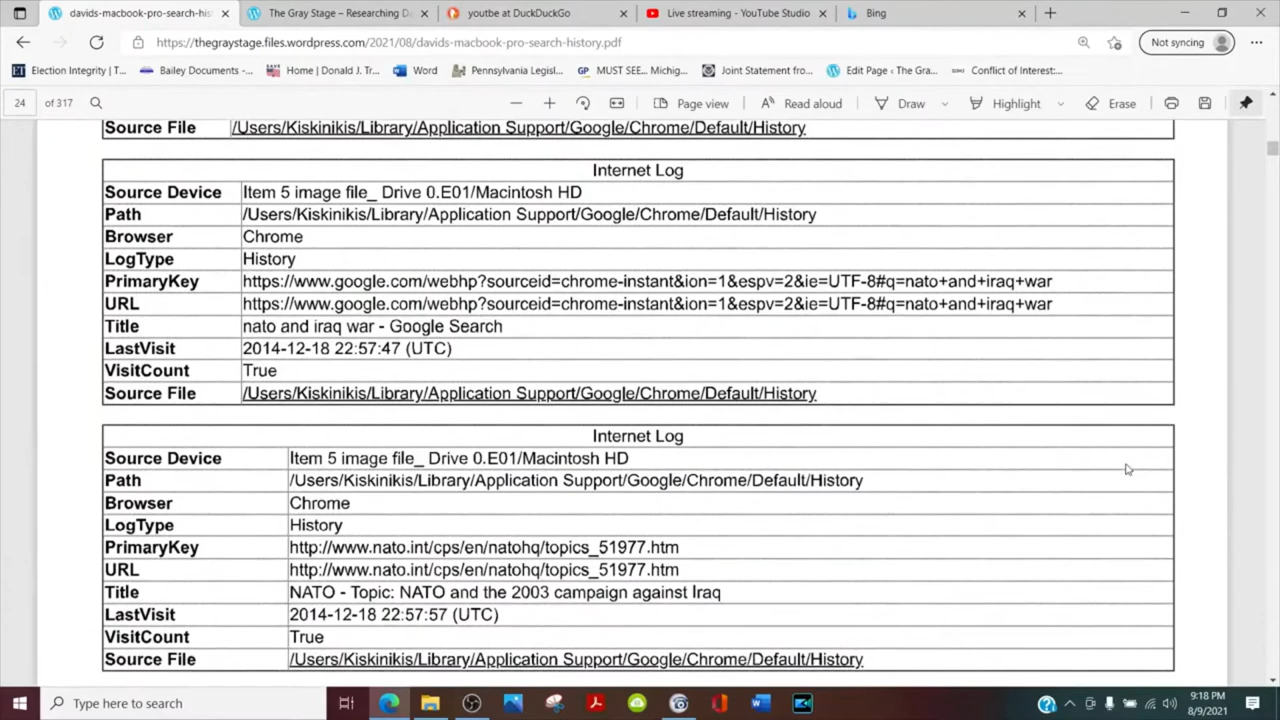 davids-macbook-pro-search-hist
The Gray Stage – Researching Da
youtbe at DuckDuckGo
Live streaming - YouTube Studio
Bing
https://thegraystage.files.wordpress.com/2021/08/davids-macbook-pro-search-history.pdf
Not syncing
Election Integrity | T...
Bailey Documents -...
Home | Donald J. Tr...
Word
Pennsylvania Legisl...
MUST SEE... Michig...
Joint Statement fro...
Edit Page ‹ The Gra...
Conflict of Interest:...
24 of 317
Page view
Read aloud
Draw
Highlight
Erase
Source File /Users/Kiskinikis/Library/Application Support/Google/Chrome/Default/History
Internet Log
Source Device Item 5 image file_ Drive 0.E01/Macintosh HD
Path /Users/Kiskinikis/Library/Application Support/Google/Chrome/Default/History
Browser Chrome
LogType History
PrimaryKey https://www.google.com/webhp?sourceid=chrome-instant&ion=1&espv=2&ie=UTF-8#q=nato+and+iraq+war
URL https://www.google.com/webhp?sourceid=chrome-instant&ion=1&espv=2&ie=UTF-8#q=nato+and+iraq+war
Title nato and iraq war - Google Search
LastVisit 2014-12-18 22:57:47 (UTC)
VisitCount True
Source File /Users/Kiskinikis/Library/Application Support/Google/Chrome/Default/History
Internet Log
Source Device Item 5 image file_ Drive 0.E01/Macintosh HD
Path /Users/Kiskinikis/Library/Application Support/Google/Chrome/Default/History
Browser Chrome
LogType History
PrimaryKey http://www.nato.int/cps/en/natohq/topics_51977.htm
URL http://www.nato.int/cps/en/natohq/topics_51977.htm
Title NATO - Topic: NATO and the 2003 campaign against Iraq
LastVisit 2014-12-18 22:57:57 (UTC)
VisitCount True
Source File /Users/Kiskinikis/Library/Application Support/Google/Chrome/Default/History
Type here to search
9:18 PM
8/9/2021